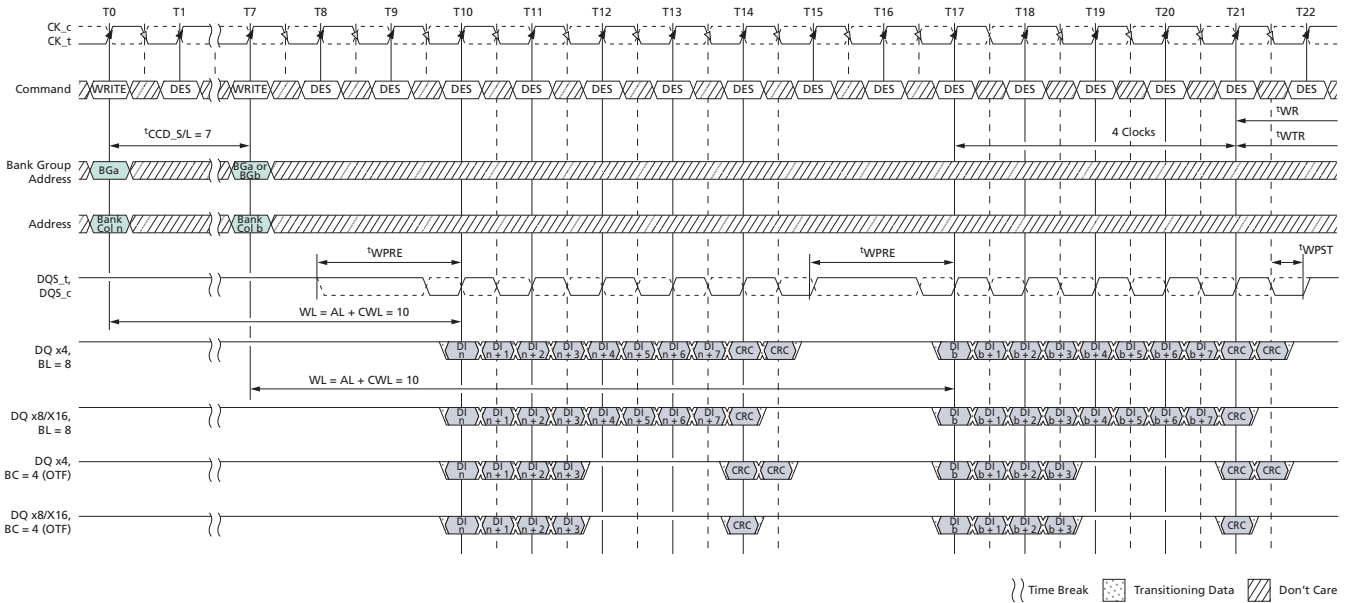 T0 T1 T7 T8 T9 T10 T11 T12 T13 T14 T15 T16 T17 T18 T19 T20 T21 T22
CK_c
CK_t
Command WRITE DES WRITE DES DES DES DES DES DES DES DES DES DES DES DES DES DES DES
tWR
tCCD_S/L = 7
4 Clocks
tWTR
Bank Group
Address
BGa
BGa or
BGb
Address
Bank
Col n
Bank
Col b
tWPRE tWPRE tWPST
DQS_t,
DQS_c
WL = AL + CWL = 10
DQ x4,
BL = 8
DI
n
DI
n + 1
DI
n + 2
DI
n + 3
DI
n + 4
DI
n + 5
DI
n + 6
DI
n + 7
CRC CRC
DI
b
DI
b + 1
DI
b + 2
DI
b + 3
DI
b + 4
DI
b + 5
DI
b + 6
DI
b + 7
CRC CRC
WL = AL + CWL = 10
DQ x8/X16,
BL = 8
DI
n
DI
n + 1
DI
n + 2
DI
n + 3
DI
n + 4
DI
n + 5
DI
n + 6
DI
n + 7
CRC
DI
b
DI
b + 1
DI
b + 2
DI
b + 3
DI
b + 4
DI
b + 5
DI
b + 6
DI
b + 7
CRC
DQ x4,
BC = 4 (OTF)
DI
n
DI
n + 1
DI
n + 2
DI
n + 3
CRC CRC
DI
b
DI
b + 1
DI
b + 2
DI
b + 3
CRC CRC
DQ x8/X16,
BC = 4 (OTF)
DI
n
DI
n + 1
DI
n + 2
DI
n + 3
CRC
DI
b
DI
b + 1
DI
b + 2
DI
b + 3
CRC
Time Break Transitioning Data Don't Care